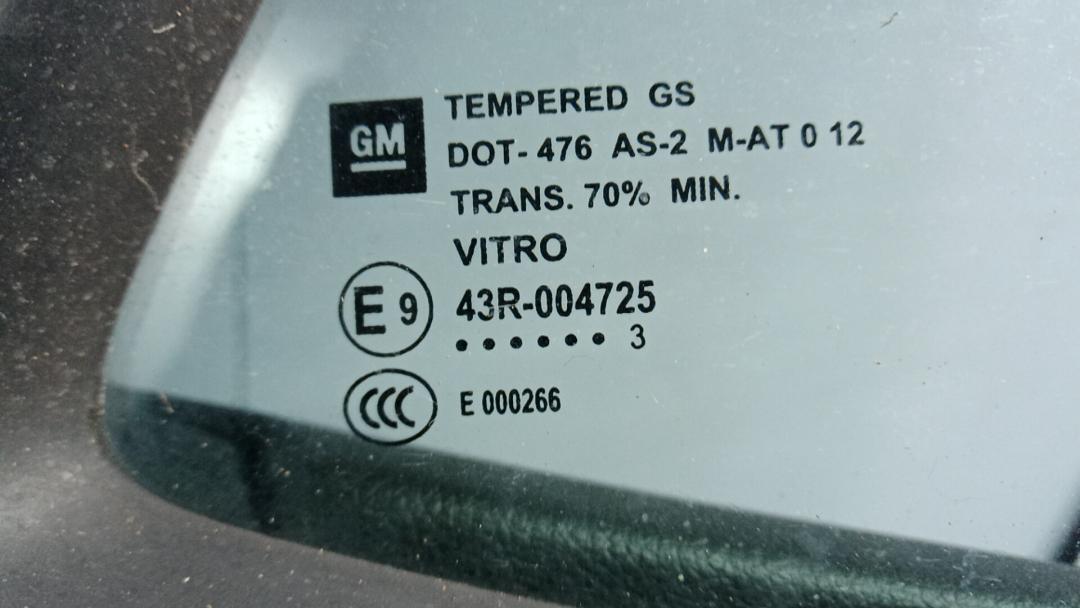 GM
TEMPERED GS
DOT-476 AS-2 M-AT 0 12
TRANS. 70% MIN.
VITRO
E9 43R-004725
•••••• 3
CCC E 000266